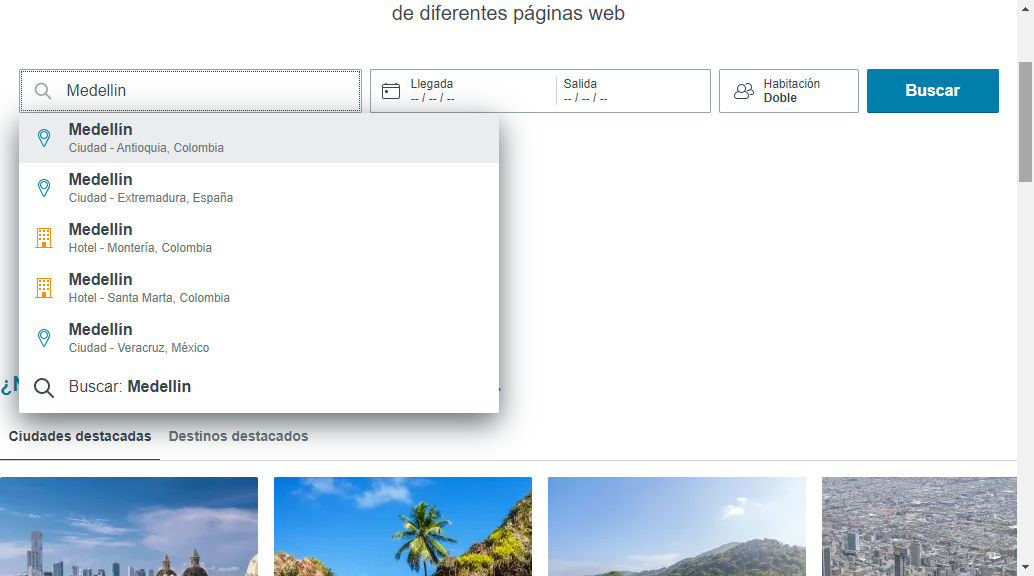 de diferentes páginas web
Medellin
Llegada
-- / -- / --
Salida
-- / -- / --
Habitación
Doble
Buscar
Medellín
Ciudad - Antioquia, Colombia
Medellín
Ciudad - Extremadura, España
Medellin
Hotel - Montería, Colombia
Medellin
Hotel - Santa Marta, Colombia
Medellín
Ciudad - Veracruz, México
Buscar: Medellin
Ciudades destacadas
Destinos destacados